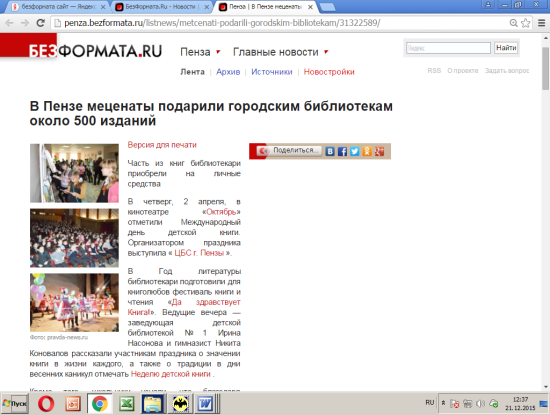 безформата сайт — Яндек
БезФормата.Ru - Новости
Пенза | В Пензе меценаты
penza.bezformata.ru/listnews/metcenati-podarili-gorodskim-bibliotekam/31322589/
БЕЗФОРМАТА.RU
Пенза Главные новости
Яндекс Найти
Лента Архив Источники Новостройки
RSS О проекте Задать вопрос
В Пензе меценаты подарили городским библиотекам
около 500 изданий
Версия для печати
Поделиться…
Часть из книг библиотекари
приобрели на личные
средства
В четверг, 2 апреля, в
кинотеатре «Октябрь»
отметили Международный
день детской книги.
Организатором праздника
выступила « ЦБС г. Пензы ».
В Год литературы
библиотекари подготовили для
книголюбов фестиваль книги и
чтения «Да здравствует
Книга!». Ведущие вечера —
заведующая детской
библиотекой №1 Ирина
Насонова и гимназист Никита
Фото: pravda-news.ru
Коновалов рассказали участникам праздника о значении
книги в жизни каждого, а также о традиции в дни
весенних каникул отмечать Неделю детской книги .
Пуск
RU
12:37
21.12.2015